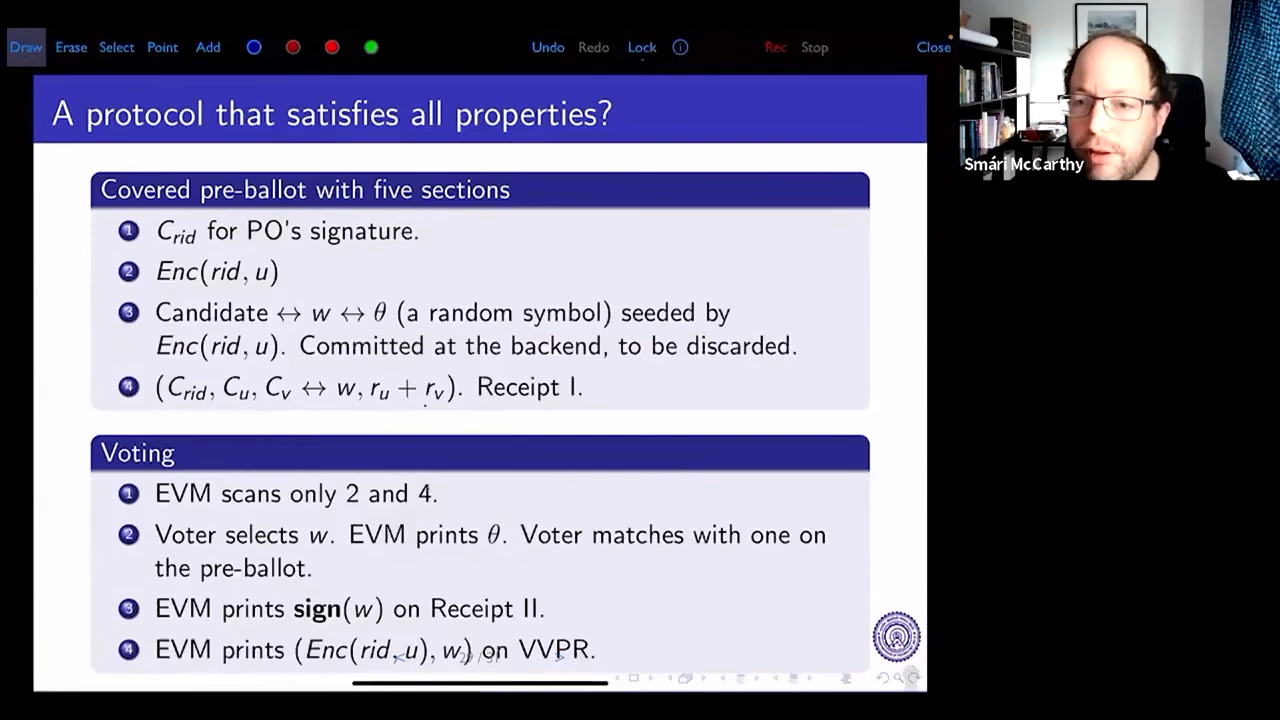 Draw Erase Select Point Add Undo Redo Lock Rec Stop Close
Smári McCarthy
A protocol that satisfies all properties?
Covered pre-ballot with five sections
1 C_rid for PO's signature.
2 Enc(rid, u)
3 Candidate ↔ w ↔ θ (a random symbol) seeded by
Enc(rid, u). Committed at the backend, to be discarded.
4 (C_rid, C_u, C_v ↔ w, r_u + r_v). Receipt I.
Voting
1 EVM scans only 2 and 4.
2 Voter selects w. EVM prints θ. Voter matches with one on
the pre-ballot.
3 EVM prints sign(w) on Receipt II.
4 EVM prints (Enc(rid, u), w) on VVPR.